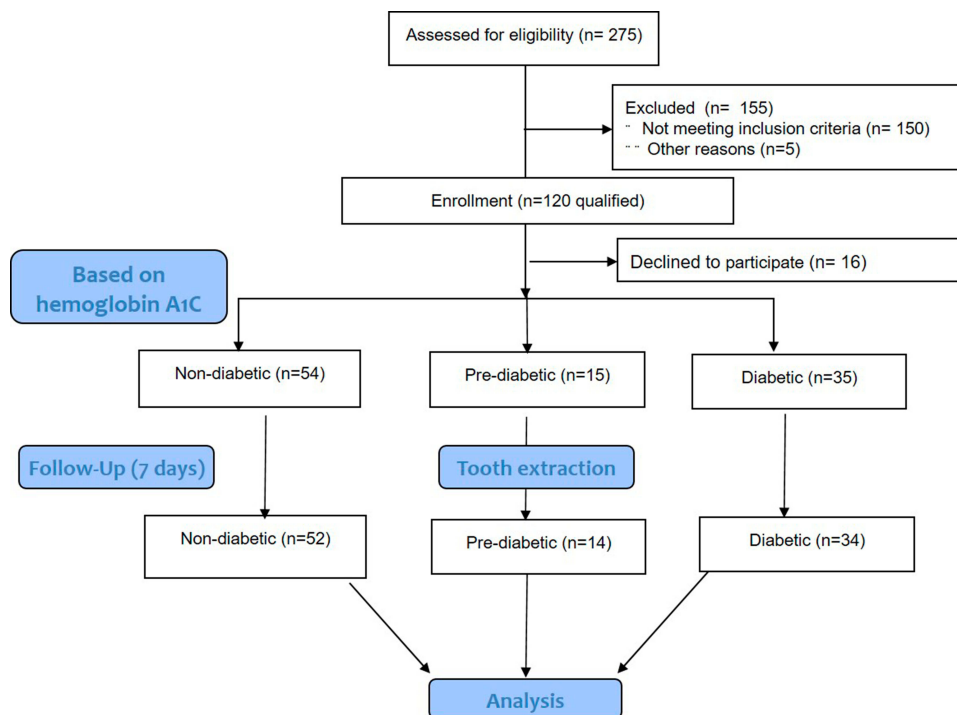 Assessed for eligibility (n= 275)
Excluded (n= 155)
¨ Not meeting inclusion criteria (n= 150)
¨ ¨ Other reasons (n=5)
Enrollment (n=120 qualified)
Declined to participate (n= 16)
Based on
hemoglobin A1C
Non-diabetic (n=54)
Pre-diabetic (n=15)
Diabetic (n=35)
Follow-Up (7 days)
Tooth extraction
Non-diabetic (n=52)
Pre-diabetic (n=14)
Diabetic (n=34)
Analysis